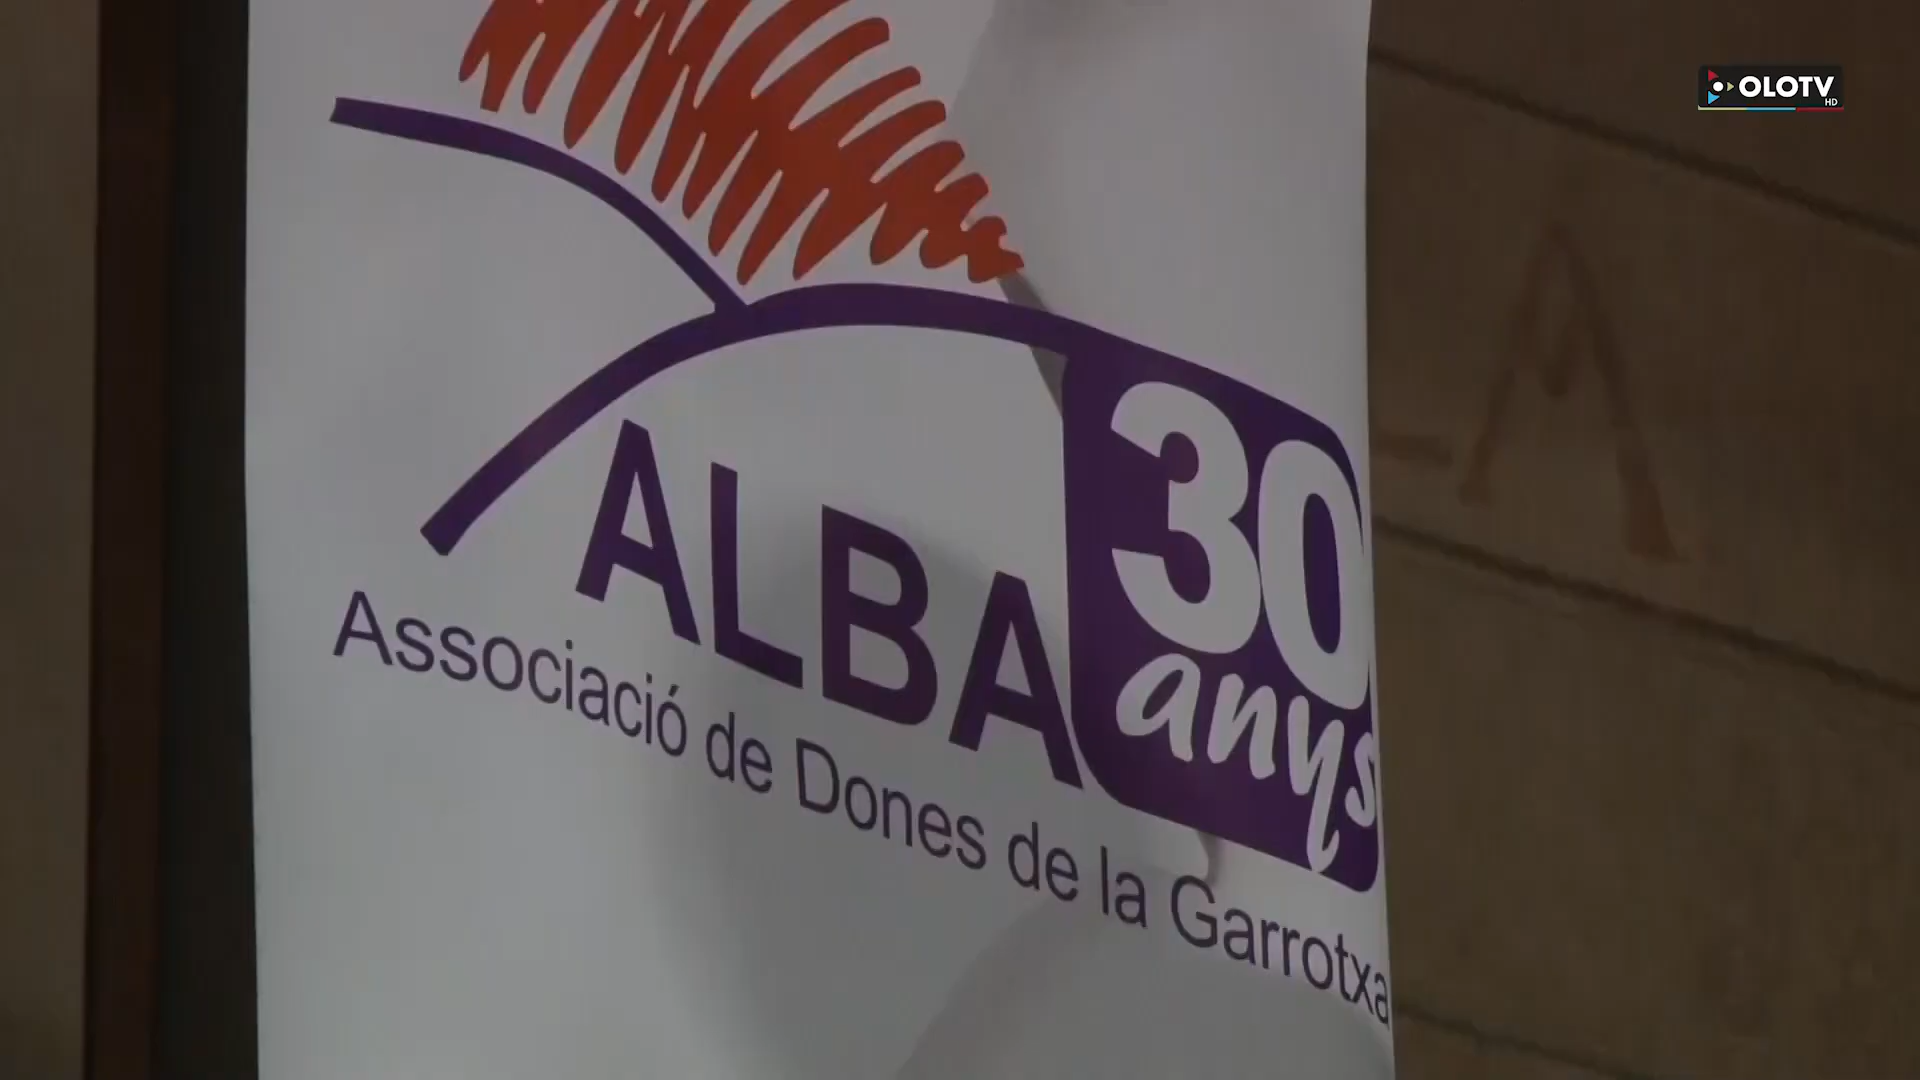 OLOTV
HD
ALBA
30
anys
Associació de Dones de la Garrotxa